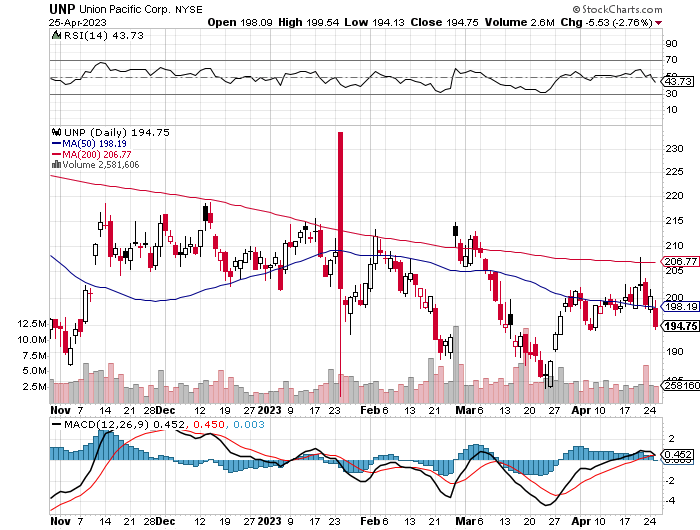 UNP Union Pacific Corp. NYSE © StockCharts.com
25-Apr-2023 Open 198.09 High 199.54 Low 194.13 Close 194.75 Volume 2.6M Chg -5.53 (-2.76%)
RSI(14) 43.73
90
70
50
43.73
30
10
UNP (Daily) 194.75
MA(50) 198.19
MA(200) 206.77
Volume 2,581,606
230
225
220
215
210
206.77
205
200
198.19
194.75
190
185
2581606
12.5M
10.0M
7.5M
5.0M
2.5M
Nov 7 14 21 28 Dec 12 19 2023 9 17 23 Feb 6 13 21 Mar 6 13 20 27 Apr 10 17 24
MACD(12,26,9) 0.452, 0.450, 0.003
2
0.452
-2
-4
Nov 7 14 21 28 Dec 12 19 2023 9 17 23 Feb 6 13 21 Mar 6 13 20 27 Apr 10 17 24